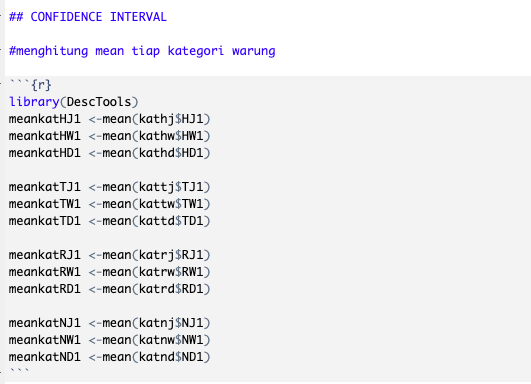 ## CONFIDENCE INTERVAL
#menghitung mean tiap kategori warung
```{r}
library(DescTools)
meankatHJ1 <-mean(kathj$HJ1)
meankatHW1 <-mean(kathw$HW1)
meankatHD1 <-mean(kathd$HD1)
meankatTJ1 <-mean(kattj$TJ1)
meankatTW1 <-mean(kattw$TW1)
meankatTD1 <-mean(kattd$TD1)
meankatRJ1 <-mean(katrj$RJ1)
meankatRW1 <-mean(katrw$RW1)
meankatRD1 <-mean(katrd$RD1)
meankatNJ1 <-mean(katnj$NJ1)
meankatNW1 <-mean(katnw$NW1)
meankatND1 <-mean(katnd$ND1)
```